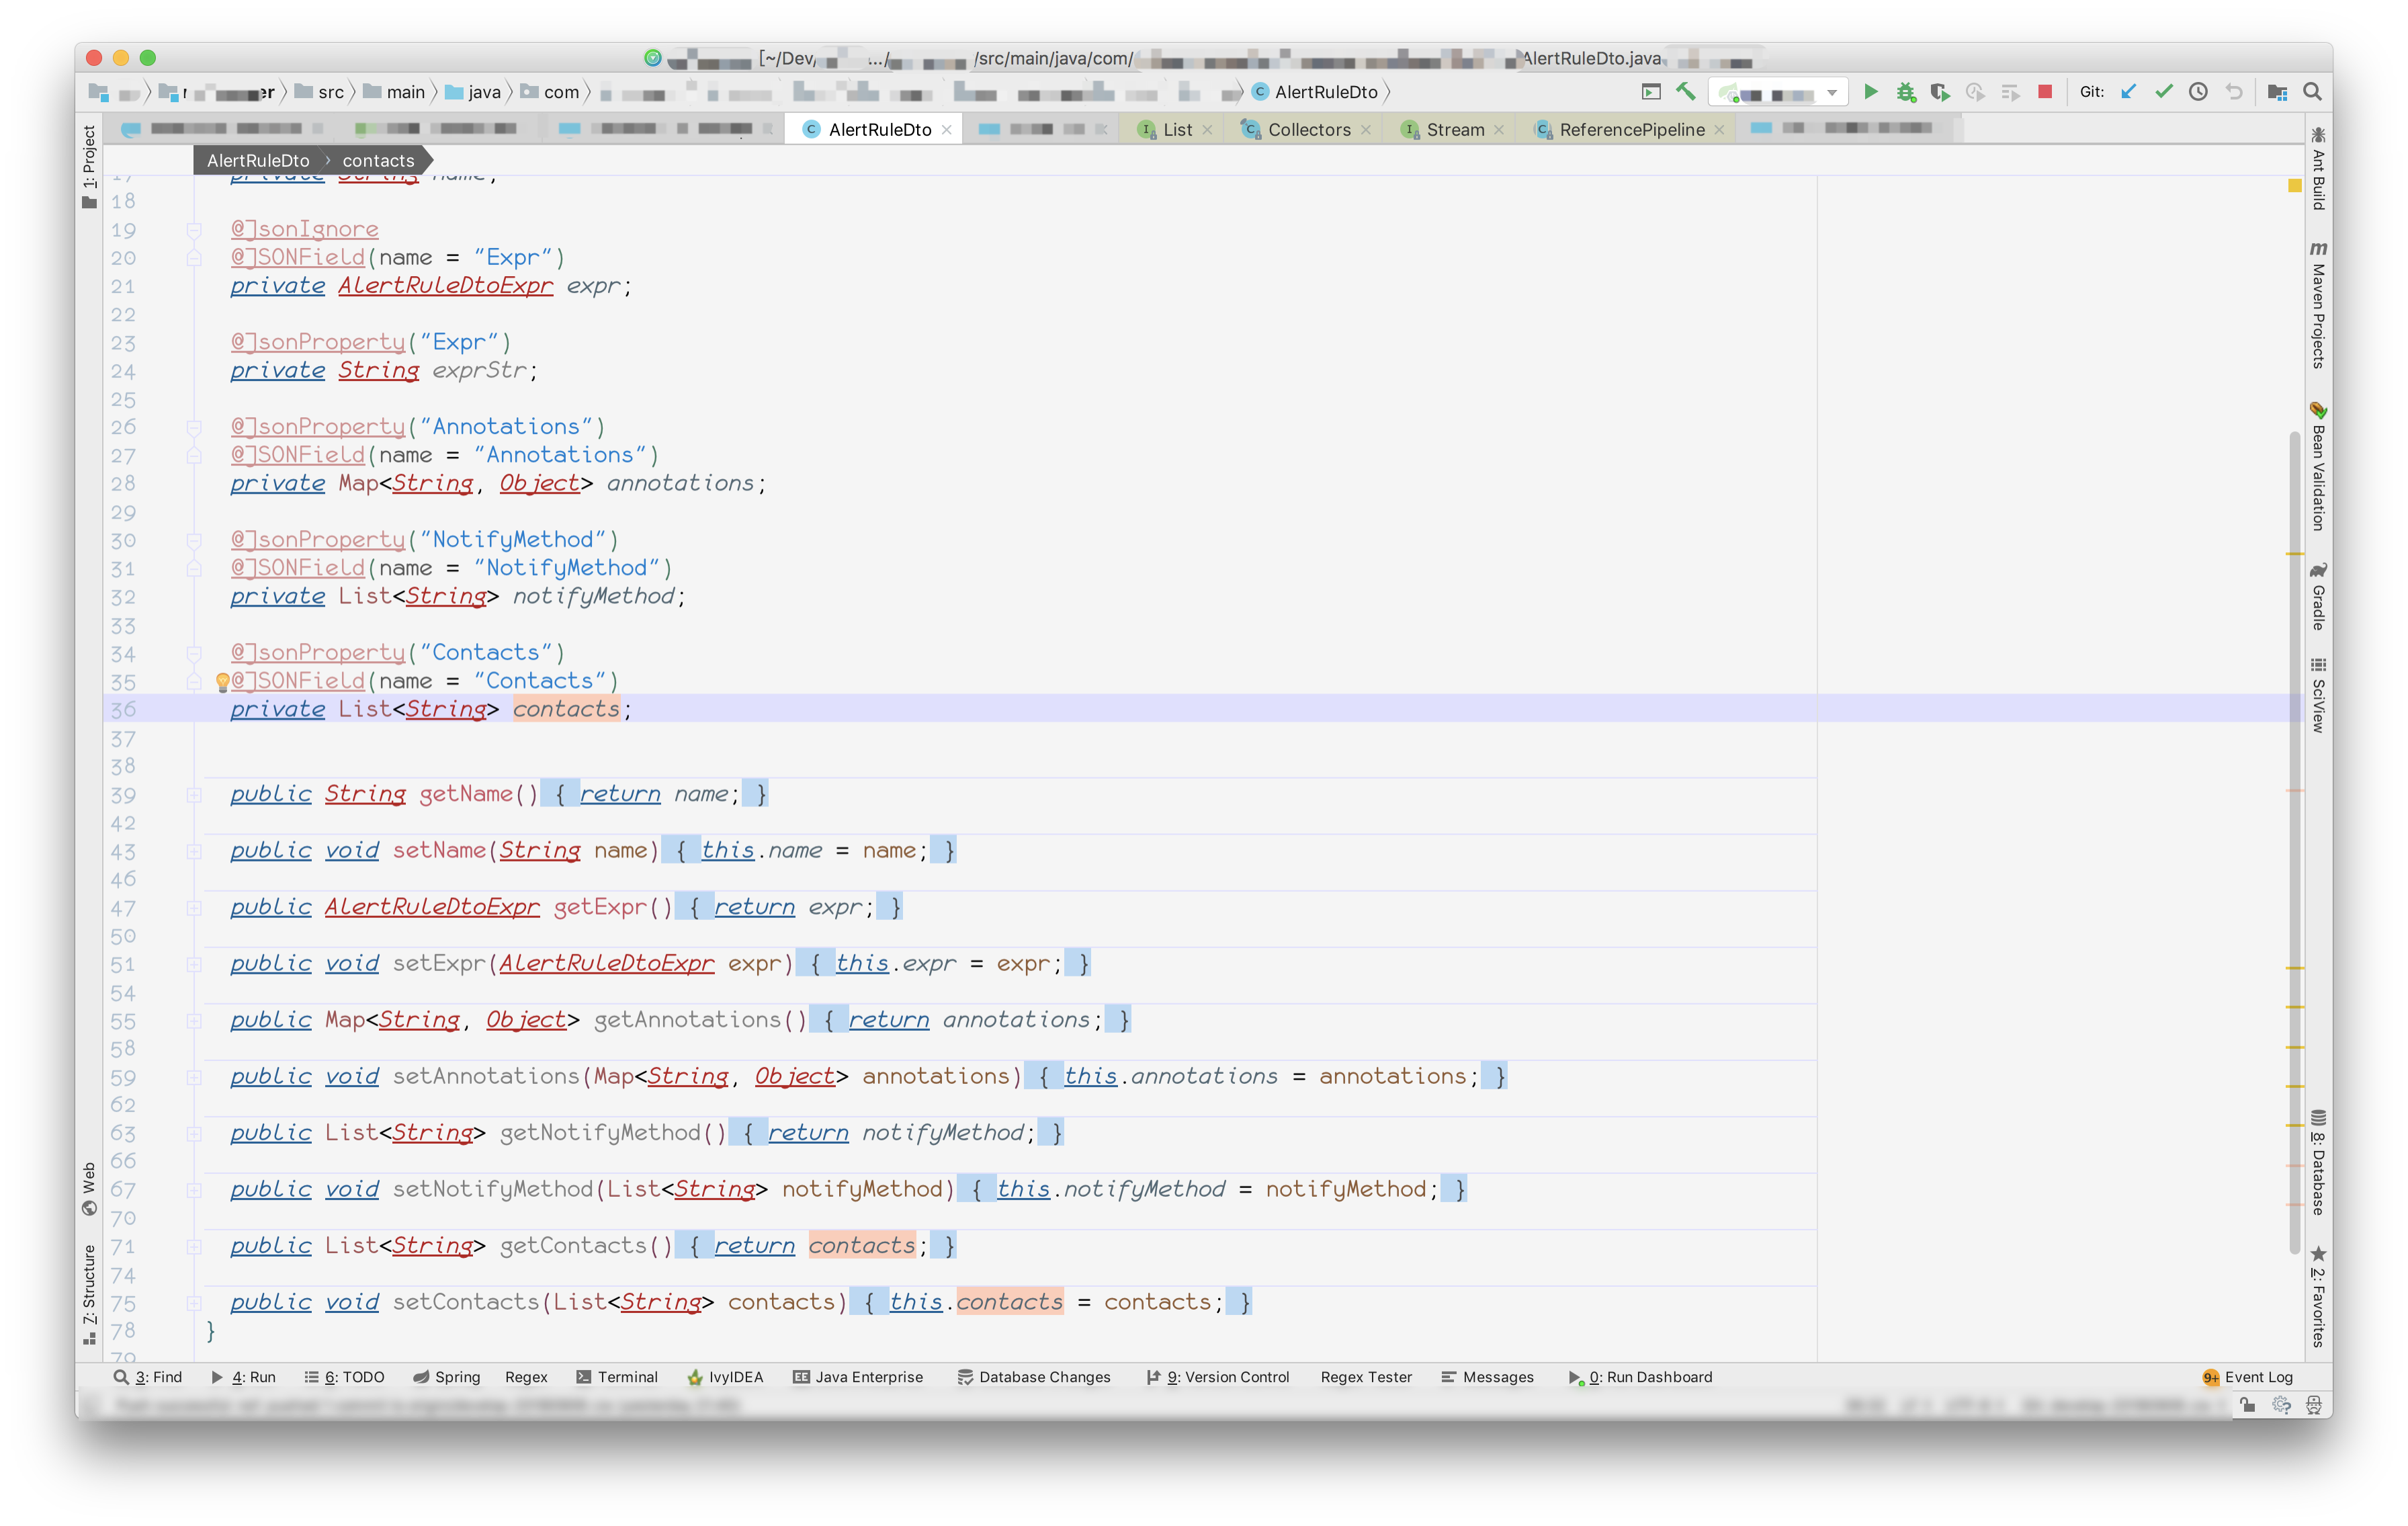 [~/Dev/ .../ /src/main/java/com/ AlertRuleDto.java
src main java com AlertRuleDto Git:
AlertRuleDto List Collectors Stream ReferencePipeline
AlertRuleDto contacts
17 private String name;
18
19 @JsonIgnore
20 @JSONField(name = "Expr")
21 private AlertRuleDtoExpr expr;
22
23 @JsonProperty("Expr")
24 private String exprStr;
25
26 @JsonProperty("Annotations")
27 @JSONField(name = "Annotations")
28 private Map<String, Object> annotations;
29
30 @JsonProperty("NotifyMethod")
31 @JSONField(name = "NotifyMethod")
32 private List<String> notifyMethod;
33
34 @JsonProperty("Contacts")
35 @JSONField(name = "Contacts")
36 private List<String> contacts;
37
38
39 public String getName() { return name; }
42
43 public void setName(String name) { this.name = name; }
46
47 public AlertRuleDtoExpr getExpr() { return expr; }
50
51 public void setExpr(AlertRuleDtoExpr expr) { this.expr = expr; }
54
55 public Map<String, Object> getAnnotations() { return annotations; }
58
59 public void setAnnotations(Map<String, Object> annotations) { this.annotations = annotations; }
62
63 public List<String> getNotifyMethod() { return notifyMethod; }
66
67 public void setNotifyMethod(List<String> notifyMethod) { this.notifyMethod = notifyMethod; }
70
71 public List<String> getContacts() { return contacts; }
74
75 public void setContacts(List<String> contacts) { this.contacts = contacts; }
78 }
79
1: Project
Web
7: Structure
Ant Build
Maven Projects
Bean Validation
Gradle
SciView
8: Database
2: Favorites
3: Find 4: Run 6: TODO Spring Regex Terminal IvyIDEA Java Enterprise Database Changes 9: Version Control Regex Tester Messages 0: Run Dashboard 9+ Event Log